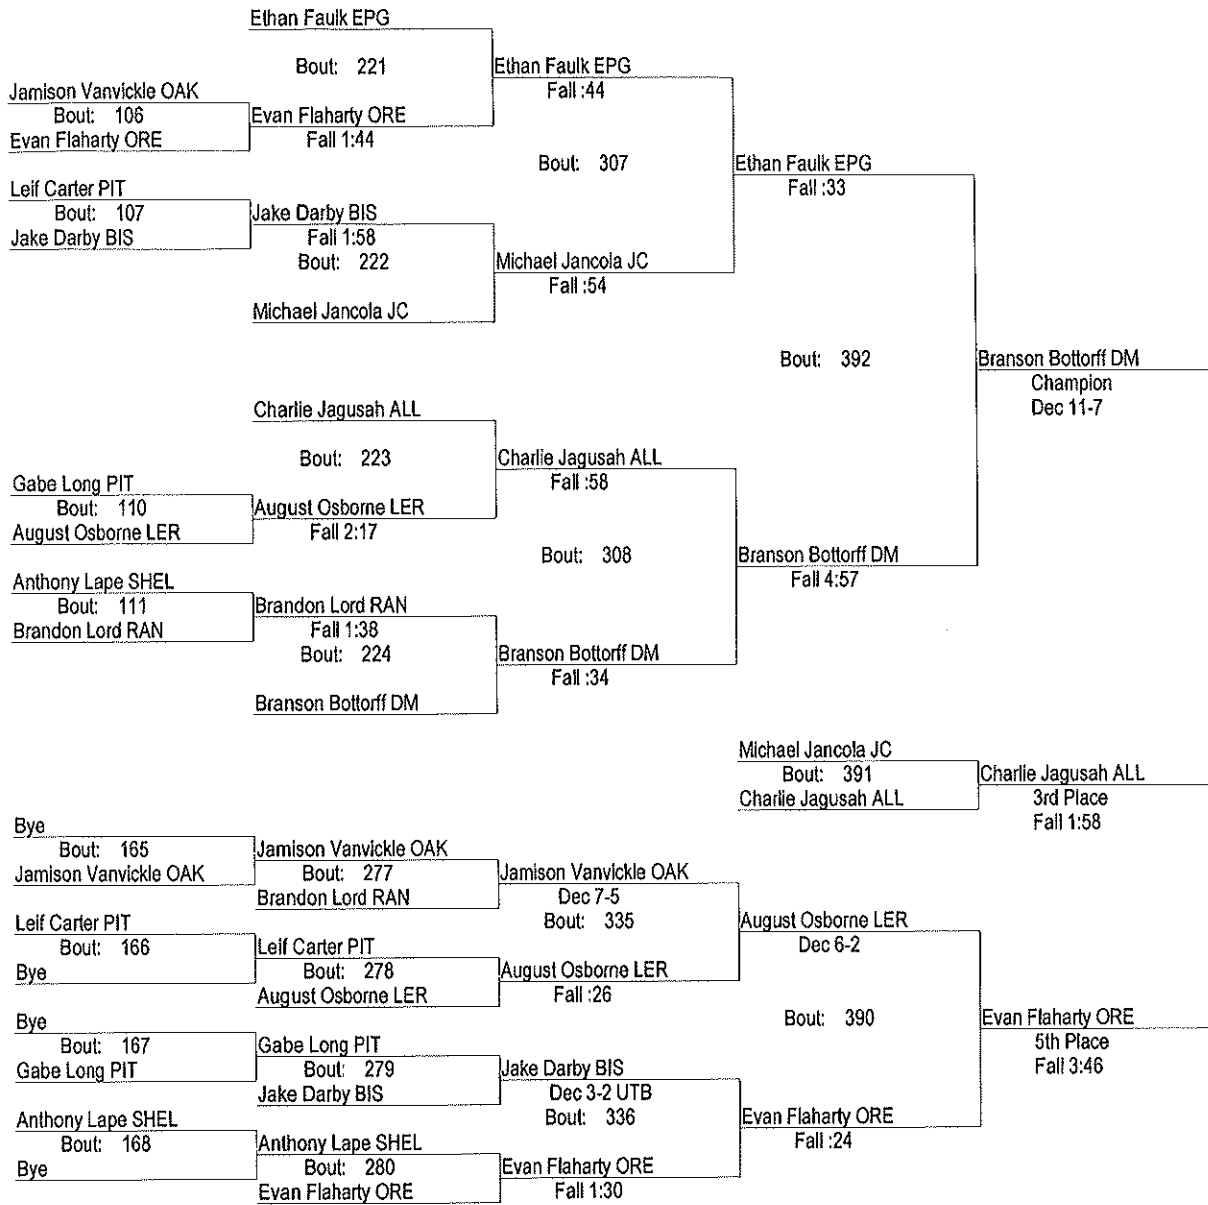 Ethan Faulk EPG
Bout: 221
Ethan Faulk EPG
Fall :44
Jamison Vanvickle OAK
Bout: 106
Evan Flaharty ORE
Evan Flaharty ORE
Fall 1:44
Bout: 307
Ethan Faulk EPG
Fall :33
Leif Carter PIT
Bout: 107
Jake Darby BIS
Jake Darby BIS
Fall 1:58
Bout: 222
Michael Jancola JC
Fall :54
Michael Jancola JC
Bout: 392
Branson Bottorff DM
Champion
Dec 11-7
Charlie Jagusah ALL
Bout: 223
Charlie Jagusah ALL
Fall :58
Gabe Long PIT
Bout: 110
August Osborne LER
August Osborne LER
Fall 2:17
Bout: 308
Branson Bottorff DM
Fall 4:57
Anthony Lape SHEL
Bout: 111
Brandon Lord RAN
Brandon Lord RAN
Fall 1:38
Bout: 224
Branson Bottorff DM
Fall :34
Branson Bottorff DM
Michael Jancola JC
Bout: 391
Charlie Jagusah ALL
Charlie Jagusah ALL
3rd Place
Fall 1:58
Bye
Bout: 165
Jamison Vanvickle OAK
Jamison Vanvickle OAK
Bout: 277
Brandon Lord RAN
Jamison Vanvickle OAK
Dec 7-5
Bout: 335
August Osborne LER
Dec 6-2
Leif Carter PIT
Bout: 166
Bye
Leif Carter PIT
Bout: 278
August Osborne LER
August Osborne LER
Fall :26
Bout: 390
Evan Flaharty ORE
5th Place
Fall 3:46
Bye
Bout: 167
Gabe Long PIT
Gabe Long PIT
Bout: 279
Jake Darby BIS
Jake Darby BIS
Dec 3-2 UTB
Bout: 336
Evan Flaharty ORE
Fall :24
Anthony Lape SHEL
Bout: 168
Bye
Anthony Lape SHEL
Bout: 280
Evan Flaharty ORE
Evan Flaharty ORE
Fall 1:30